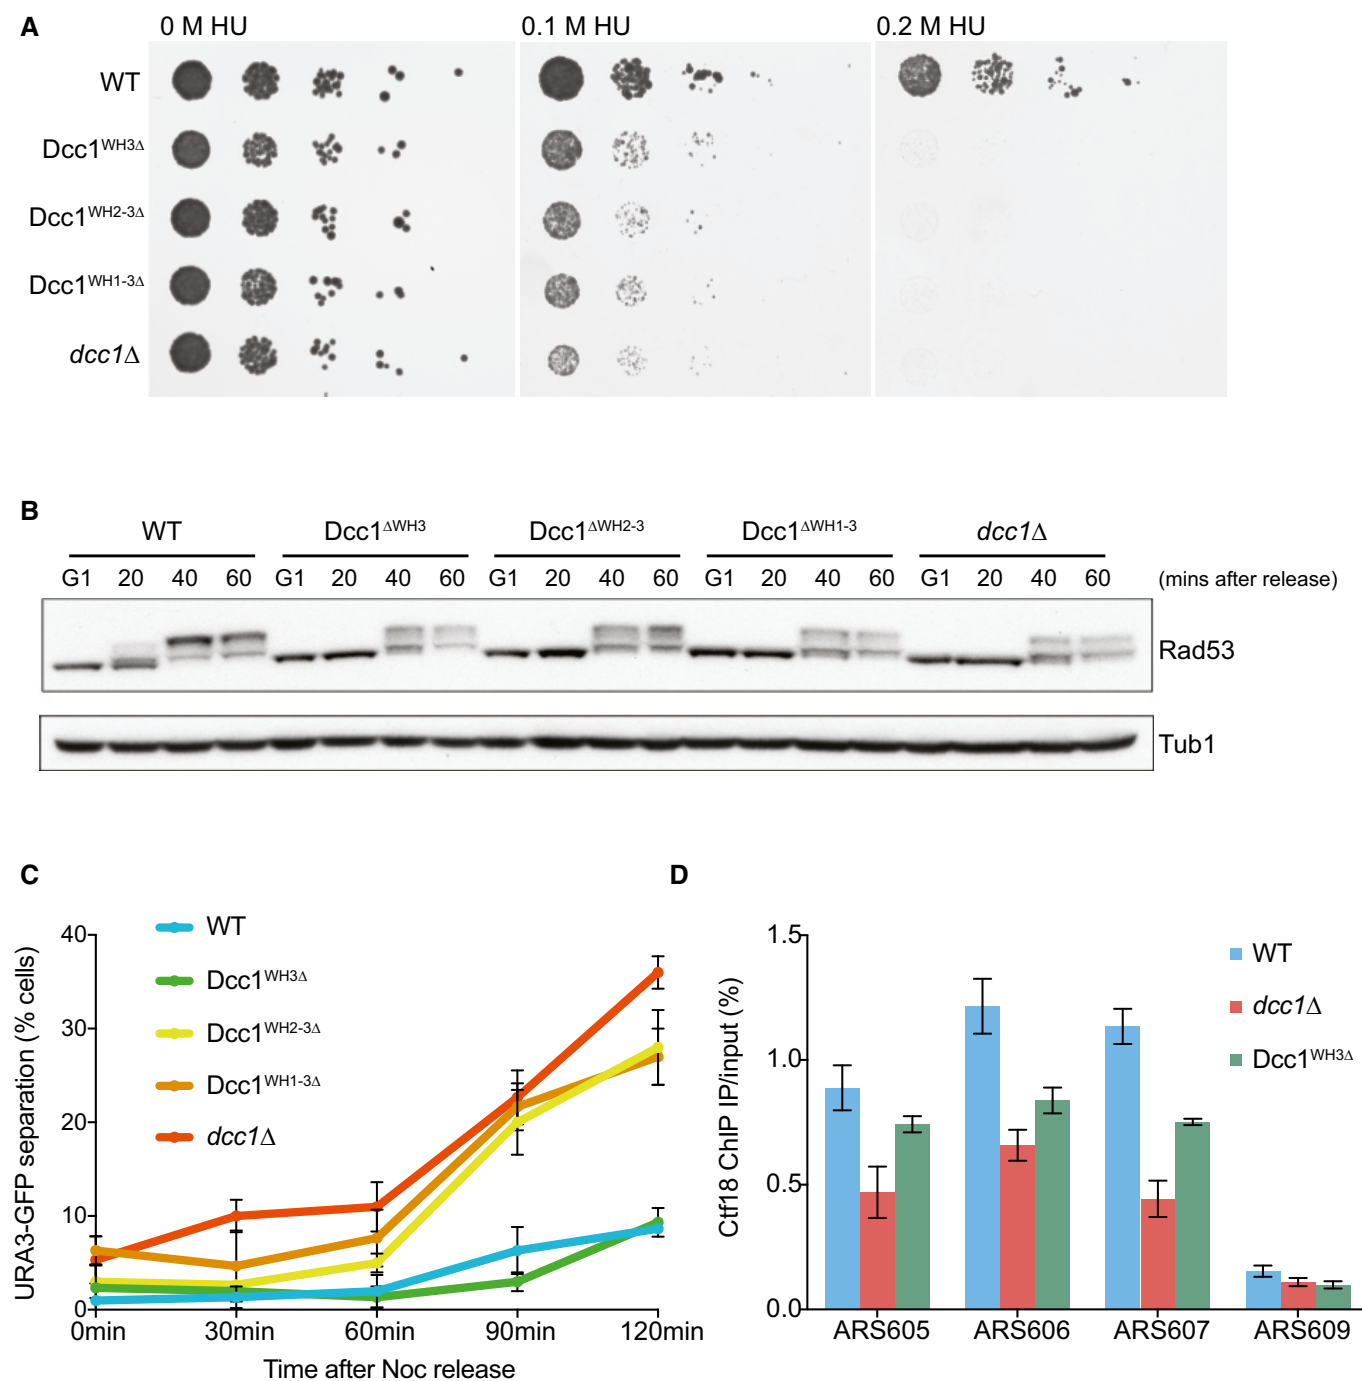 A
0 M HU
0.1 M HU
0.2 M HU
WT
Dcc1WH3Δ
Dcc1WH2-3Δ
Dcc1WH1-3Δ
dcc1Δ
B
WT
Dcc1ΔWH3
Dcc1ΔWH2-3
Dcc1ΔWH1-3
dcc1Δ
G1 20 40 60 G1 20 40 60 G1 20 40 60 G1 20 40 60 G1 20 40 60 (mins after release)
Rad53
Tub1
C
URA3-GFP separation (% cells)
40
30
20
10
0
WT
Dcc1WH3Δ
Dcc1WH2-3Δ
Dcc1WH1-3Δ
dcc1Δ
0min 30min 60min 90min 120min
Time after Noc release
D
Ctf18 ChIP IP/input (%)
1.5
1.0
0.5
0.0
WT
dcc1Δ
Dcc1WH3Δ
ARS605 ARS606 ARS607 ARS609